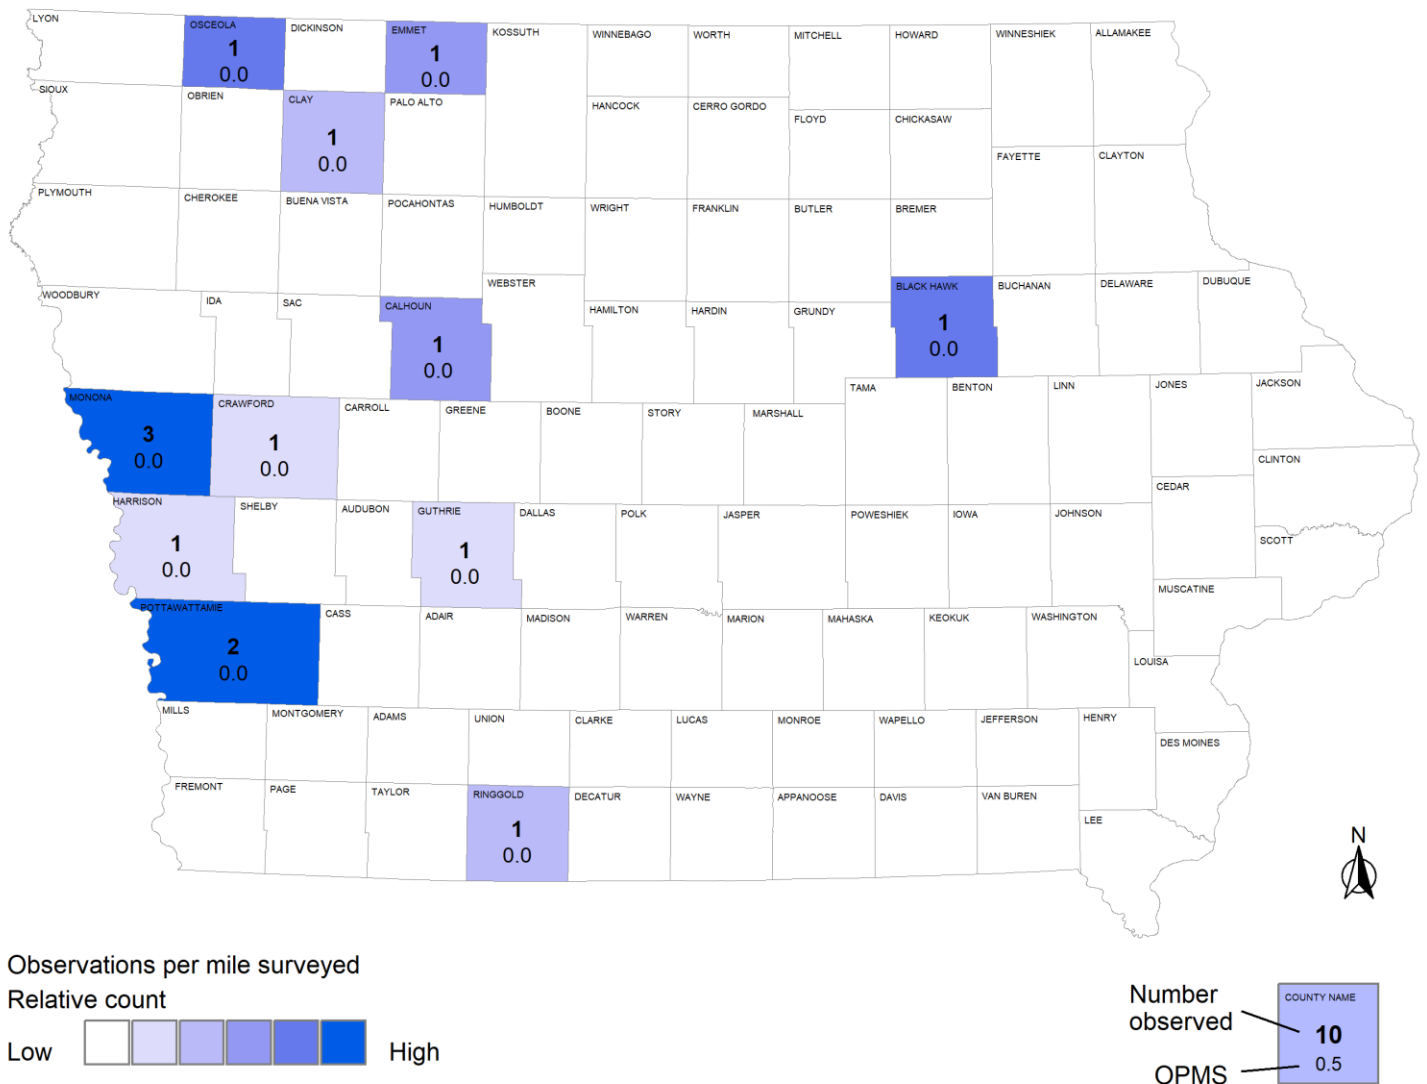 LYON
OSCEOLA
1
0.0
DICKINSON
EMMET
1
0.0
KOSSUTH
WINNEBAGO
WORTH
MITCHELL
HOWARD
WINNESHIEK
ALLAMAKEE
SIOUX
OBRIEN
CLAY
1
0.0
PALO ALTO
HANCOCK
CERRO GORDO
FLOYD
CHICKASAW
FAYETTE
CLAYTON
PLYMOUTH
CHEROKEE
BUENA VISTA
POCAHONTAS
HUMBOLDT
WRIGHT
FRANKLIN
BUTLER
BREMER
WOODBURY
IDA
SAC
CALHOUN
1
0.0
WEBSTER
HAMILTON
HARDIN
GRUNDY
BLACK HAWK
1
0.0
BUCHANAN
DELAWARE
DUBUQUE
MONONA
3
0.0
CRAWFORD
1
0.0
CARROLL
GREENE
BOONE
STORY
MARSHALL
TAMA
BENTON
LINN
JONES
JACKSON
CLINTON
CEDAR
HARRISON
1
0.0
SHELBY
AUDUBON
GUTHRIE
1
0.0
DALLAS
POLK
JASPER
POWESHIEK
IOWA
JOHNSON
SCOTT
MUSCATINE
POTTAWATTAMIE
2
0.0
CASS
ADAIR
MADISON
WARREN
MARION
MAHASKA
KEOKUK
WASHINGTON
LOUISA
MILLS
MONTGOMERY
ADAMS
UNION
CLARKE
LUCAS
MONROE
WAPELLO
JEFFERSON
HENRY
DES MOINES
FREMONT
PAGE
TAYLOR
RINGGOLD
1
0.0
DECATUR
WAYNE
APPANOOSE
DAVIS
VAN BUREN
LEE
N
Observations per mile surveyed
Relative count
Low
High
Number
observed
OPMS
COUNTY NAME
10
0.5